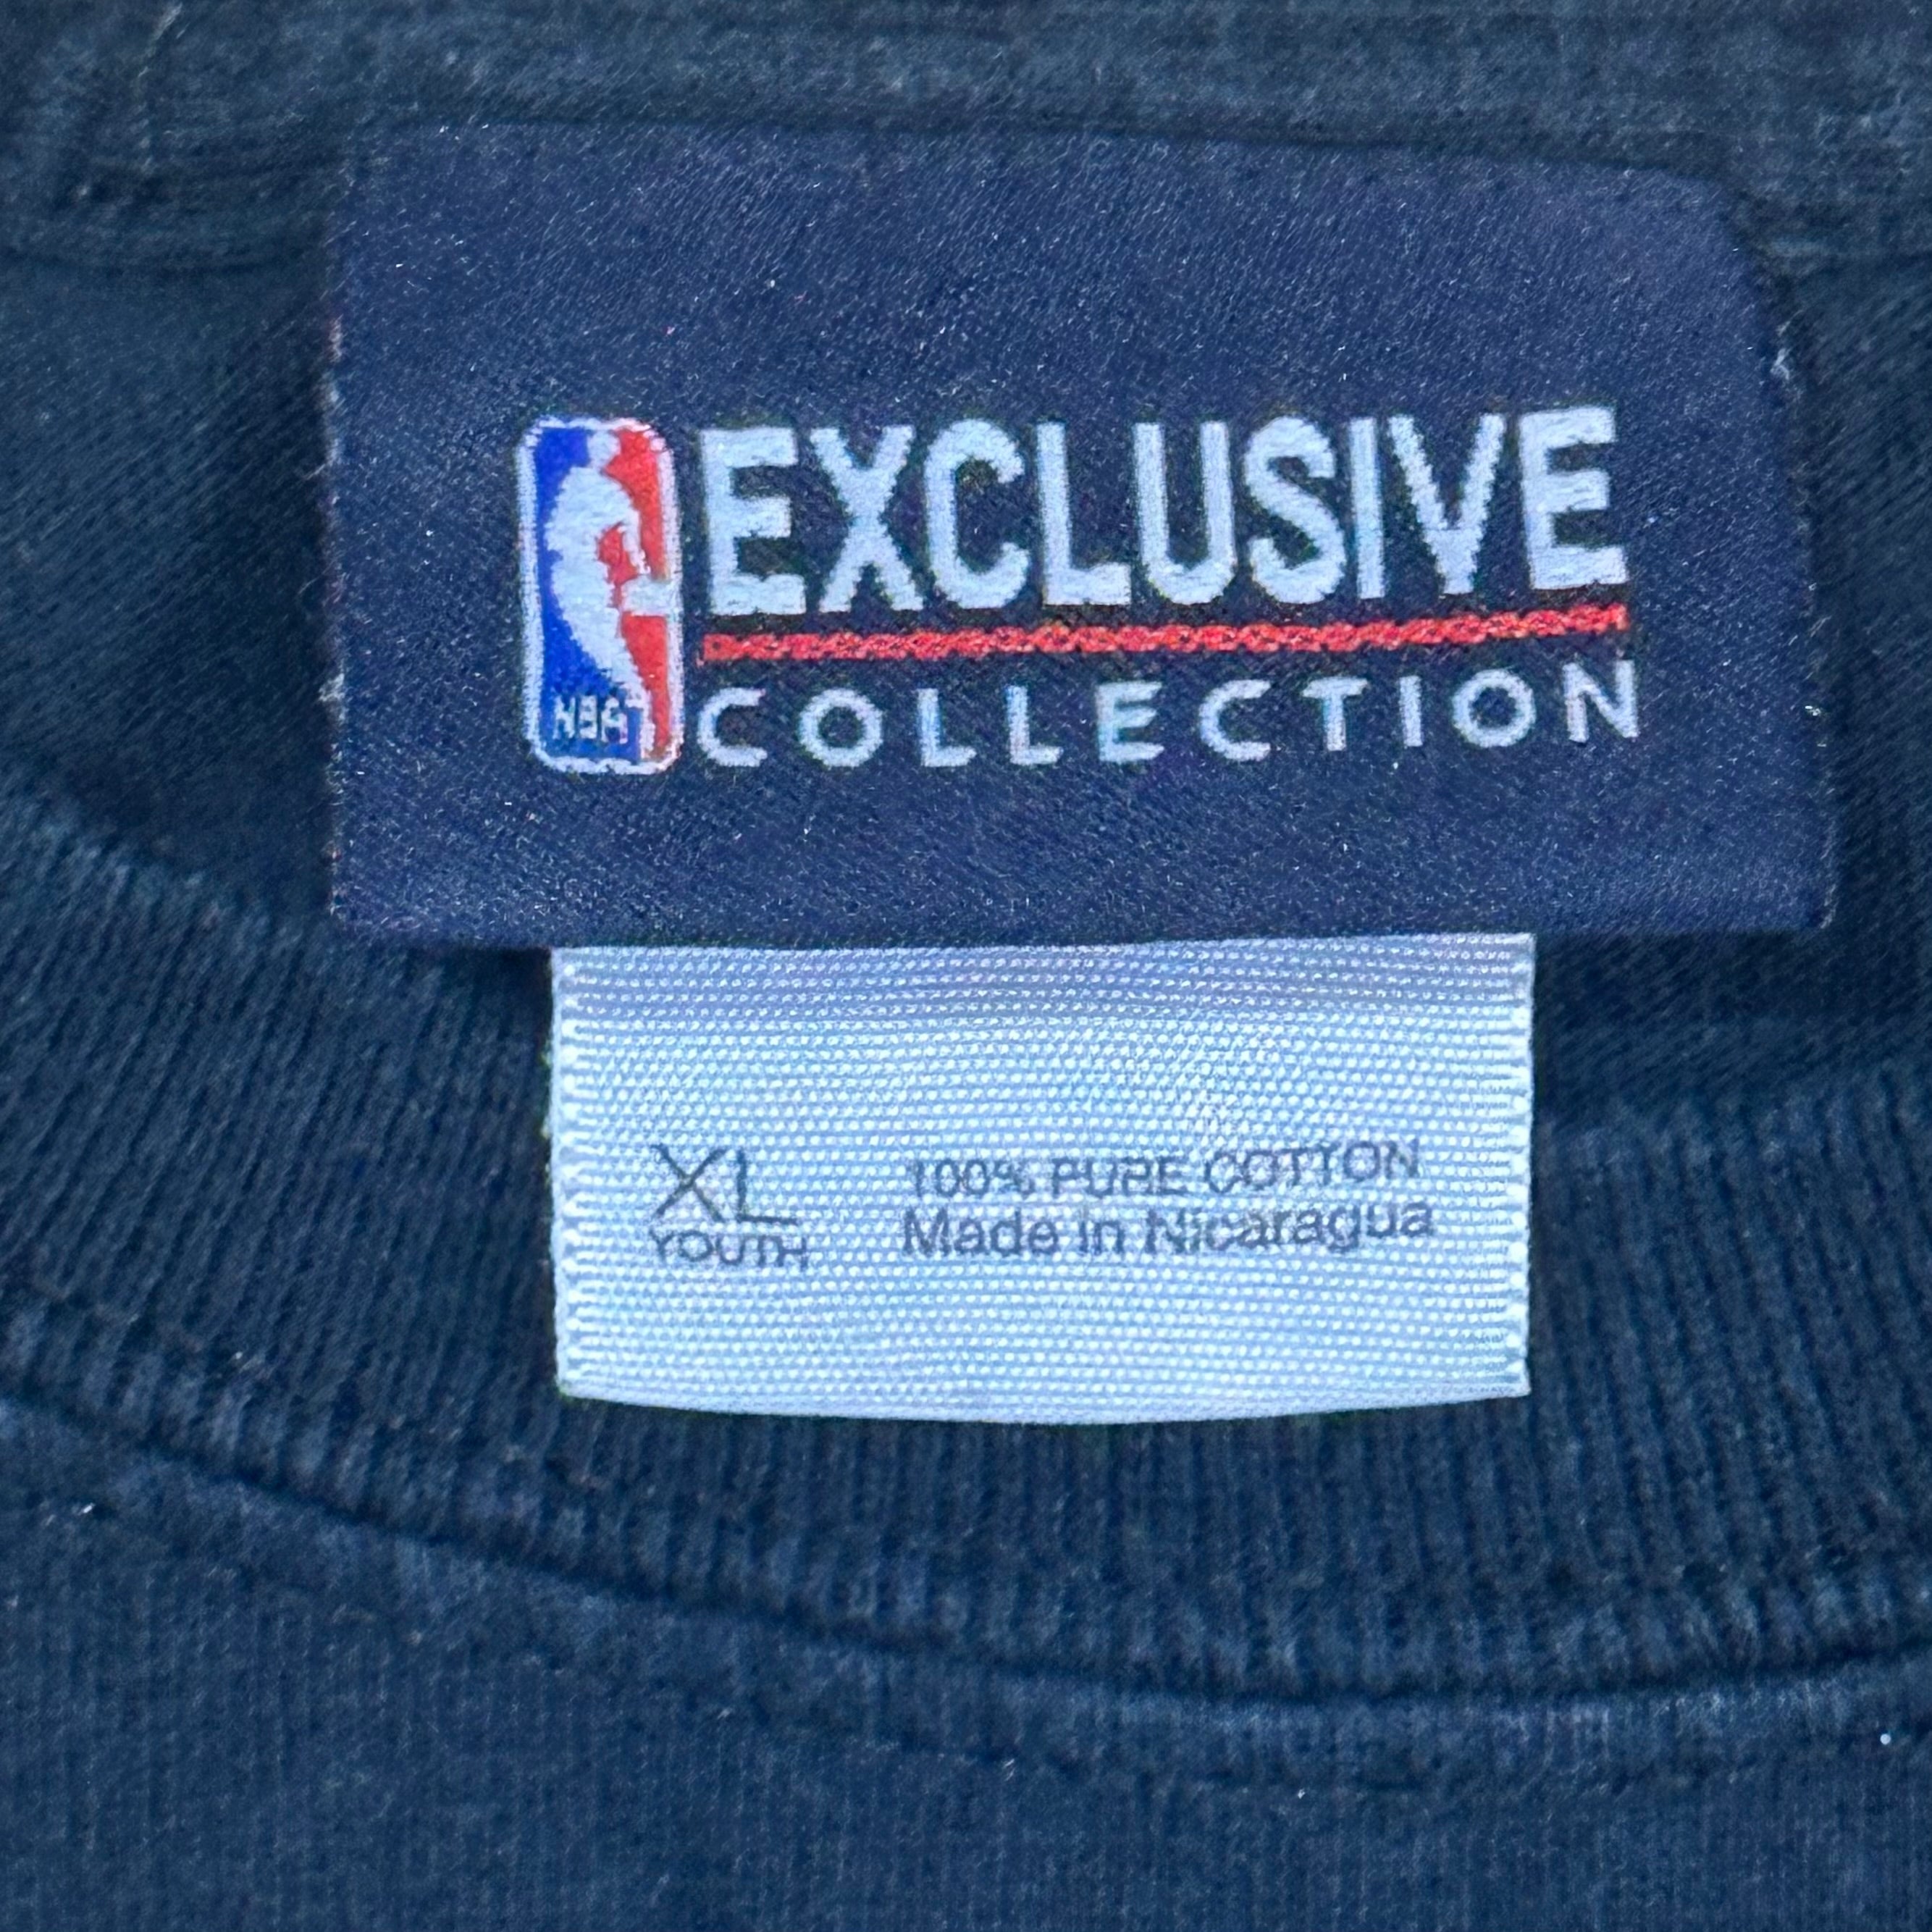 NBA
EXCLUSIVE
COLLECTION
XL
YOUTH
100% PURE COTTON
Made in Nicaragua